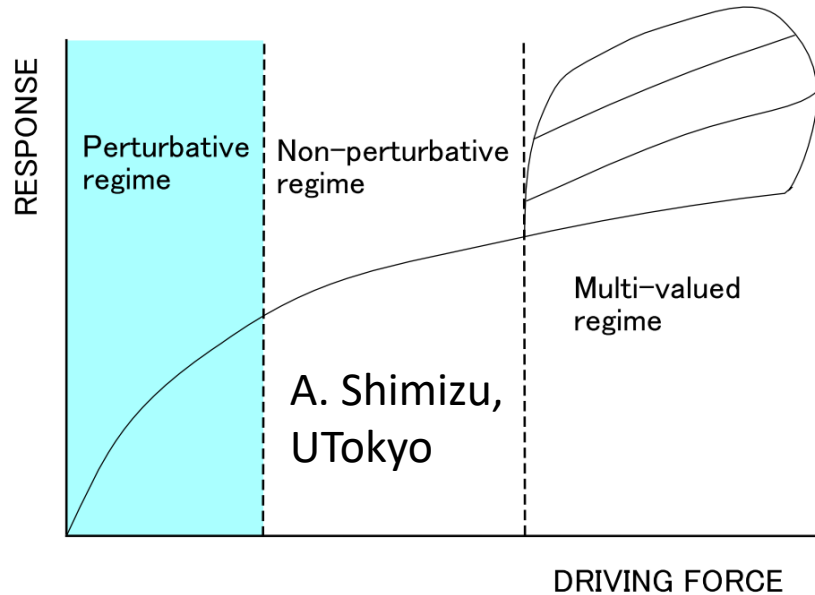 RESPONSE
Perturbative
regime
Non-perturbative
regime
Multi-valued
regime
A. Shimizu,
UTokyo
DRIVING FORCE